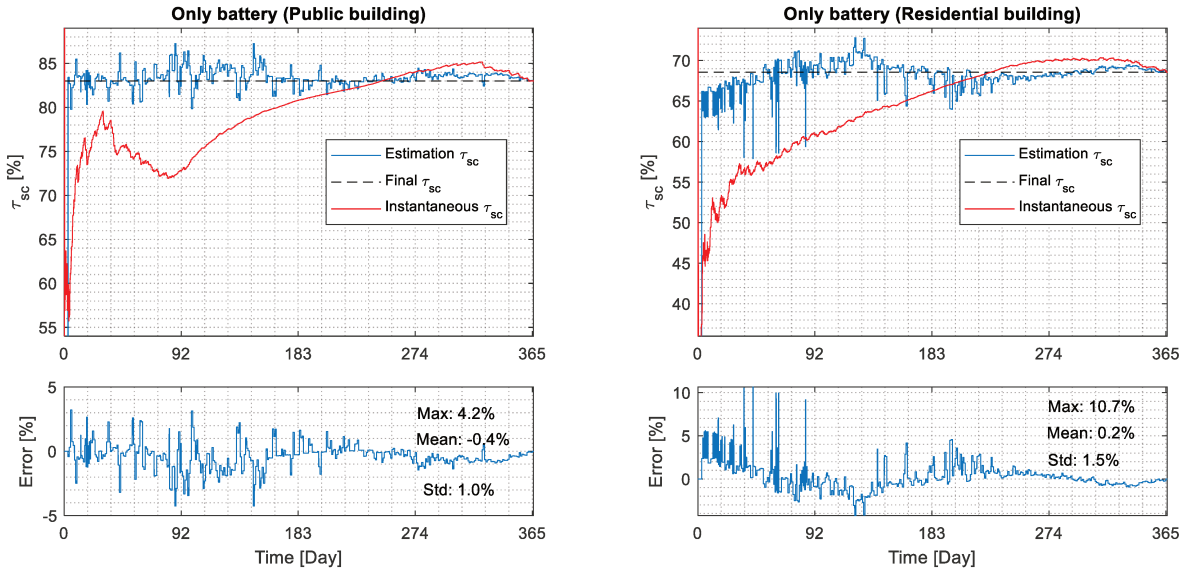 Only battery (Public building)
τsc [%]
85
80
75
70
65
60
55
0 92 183 274 365
Estimation τsc
Final τsc
Instantaneous τsc
Error [%]
5
0
-5
Max: 4.2%
Mean: -0.4%
Std: 1.0%
0 92 183 274 365
Time [Day]
Only battery (Residential building)
τsc [%]
70
65
60
55
50
45
40
0 92 183 274 365
Estimation τsc
Final τsc
Instantaneous τsc
Error [%]
10
5
0
Max: 10.7%
Mean: 0.2%
Std: 1.5%
0 92 183 274 365
Time [Day]